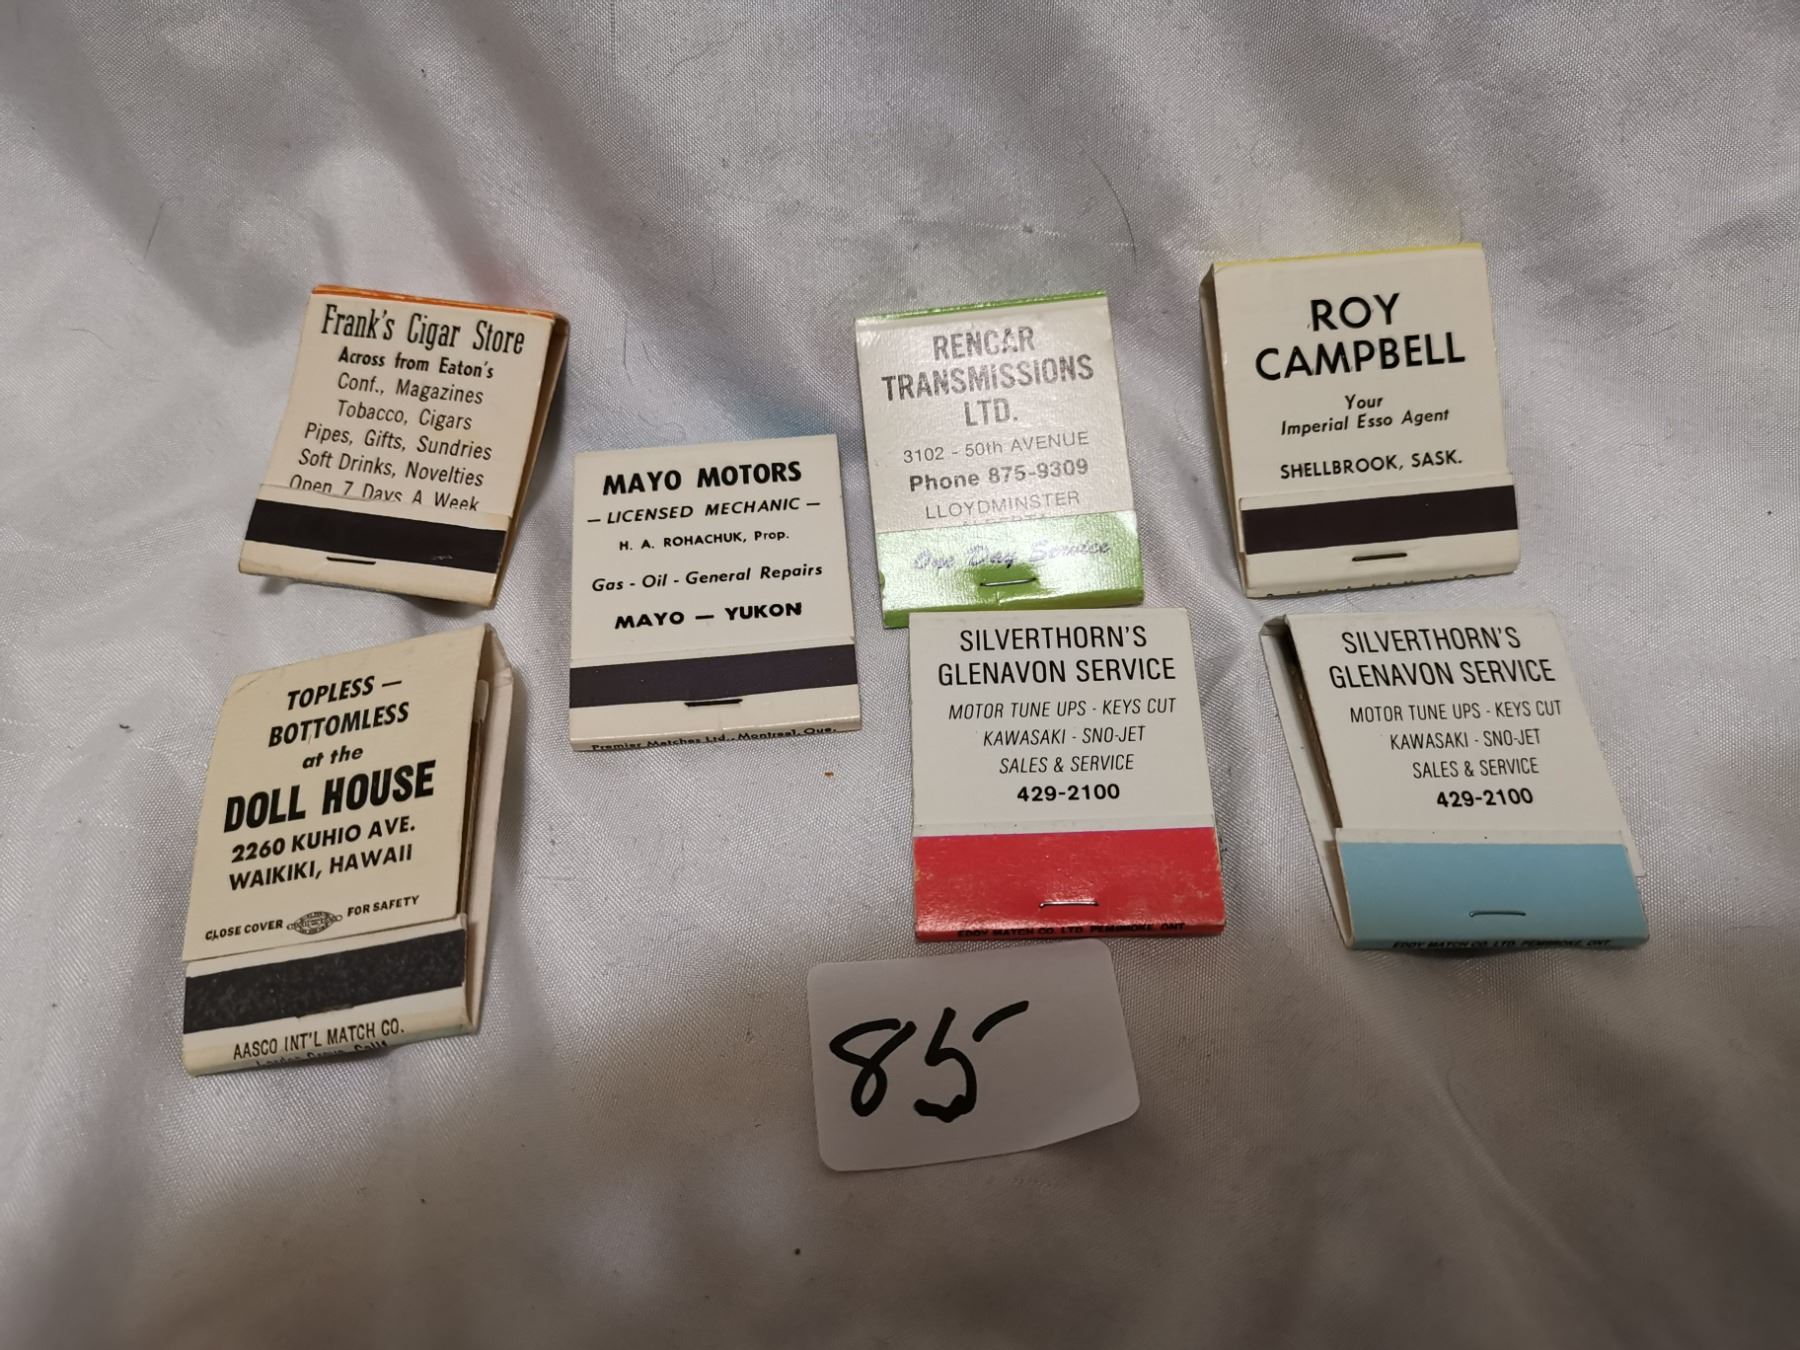 Frank's Cigar Store
Across from Eaton's
Conf., Magazines
Tobacco, Cigars
Pipes, Gifts, Sundries
Soft Drinks, Novelties
Open 7 Days A Week
MAYO MOTORS
— LICENSED MECHANIC —
H. A. ROHACHUK, Prop.
Gas - Oil - General Repairs
MAYO — YUKON
Premier Matches Ltd., Montreal, Que.
RENCAR
TRANSMISSIONS
LTD.
3102 - 50th AVENUE
Phone 875-9309
LLOYDMINSTER
One Day Service
ROY
CAMPBELL
Your
Imperial Esso Agent
SHELLBROOK, SASK.
TOPLESS —
BOTTOMLESS
at the
DOLL HOUSE
2260 KUHIO AVE.
WAIKIKI, HAWAII
CLOSE COVER FOR SAFETY
AASCO INT'L MATCH CO.
SILVERTHORN'S
GLENAVON SERVICE
MOTOR TUNE UPS - KEYS CUT
KAWASAKI - SNO-JET
SALES & SERVICE
429-2100
EDDY MATCH CO. LTD. PEMBROKE, ONT.
SILVERTHORN'S
GLENAVON SERVICE
MOTOR TUNE UPS - KEYS CUT
KAWASAKI - SNO-JET
SALES & SERVICE
429-2100
EDDY MATCH CO. LTD. PEMBROKE, ONT.
85